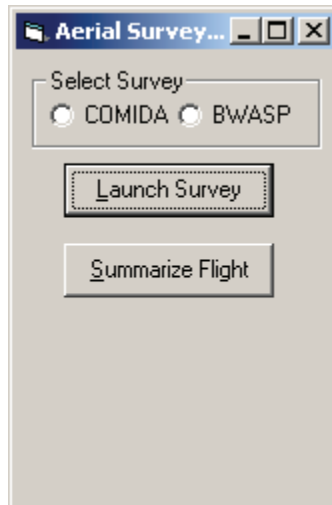 Aerial Survey...
Select Survey
COMIDA BWASP
Launch Survey
Summarize Flight